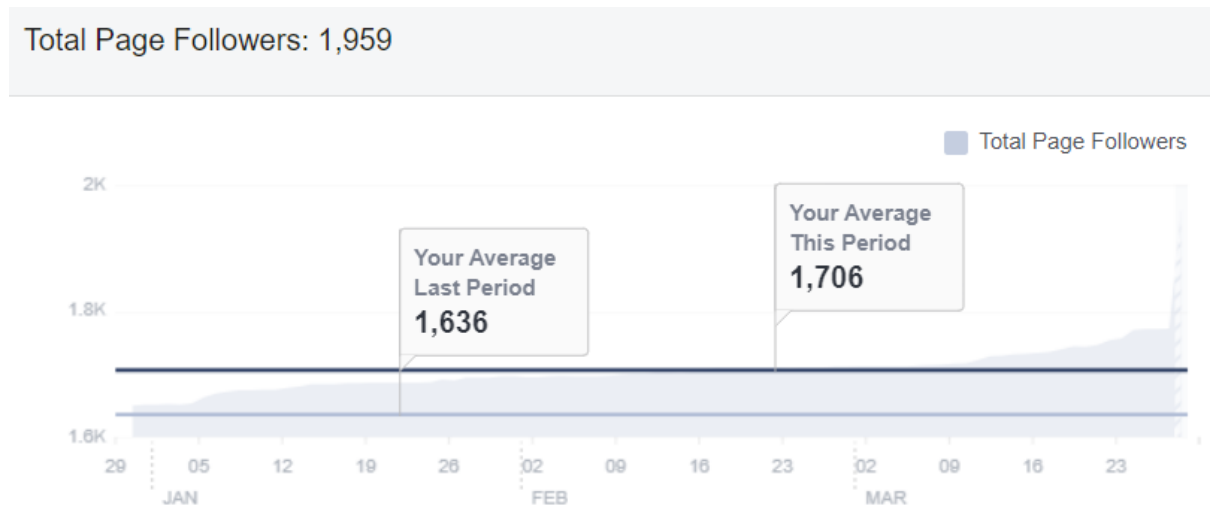 Total Page Followers: 1,959
Total Page Followers
2K
1.8K
1.6K
Your Average
Last Period
1,636
Your Average
This Period
1,706
29 05 12 19 26 02 09 16 23 02 09 16 23
JAN FEB MAR